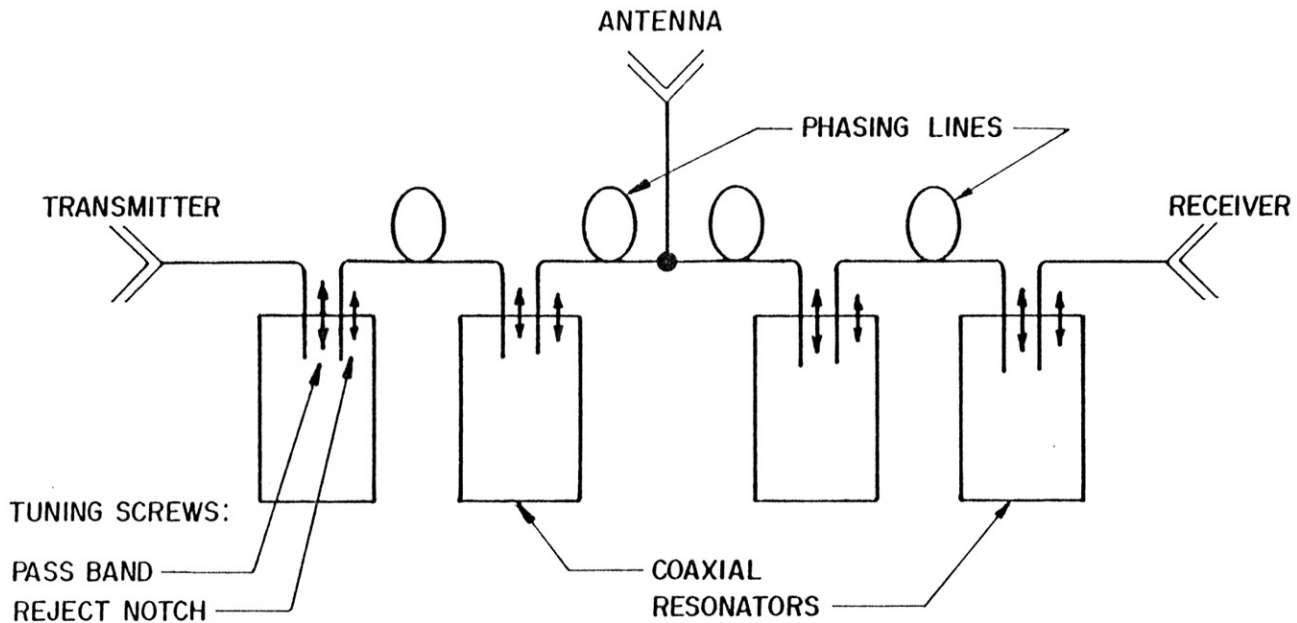 ANTENNA
PHASING LINES
TRANSMITTER
RECEIVER
TUNING SCREWS:
PASS BAND
REJECT NOTCH
COAXIAL
RESONATORS